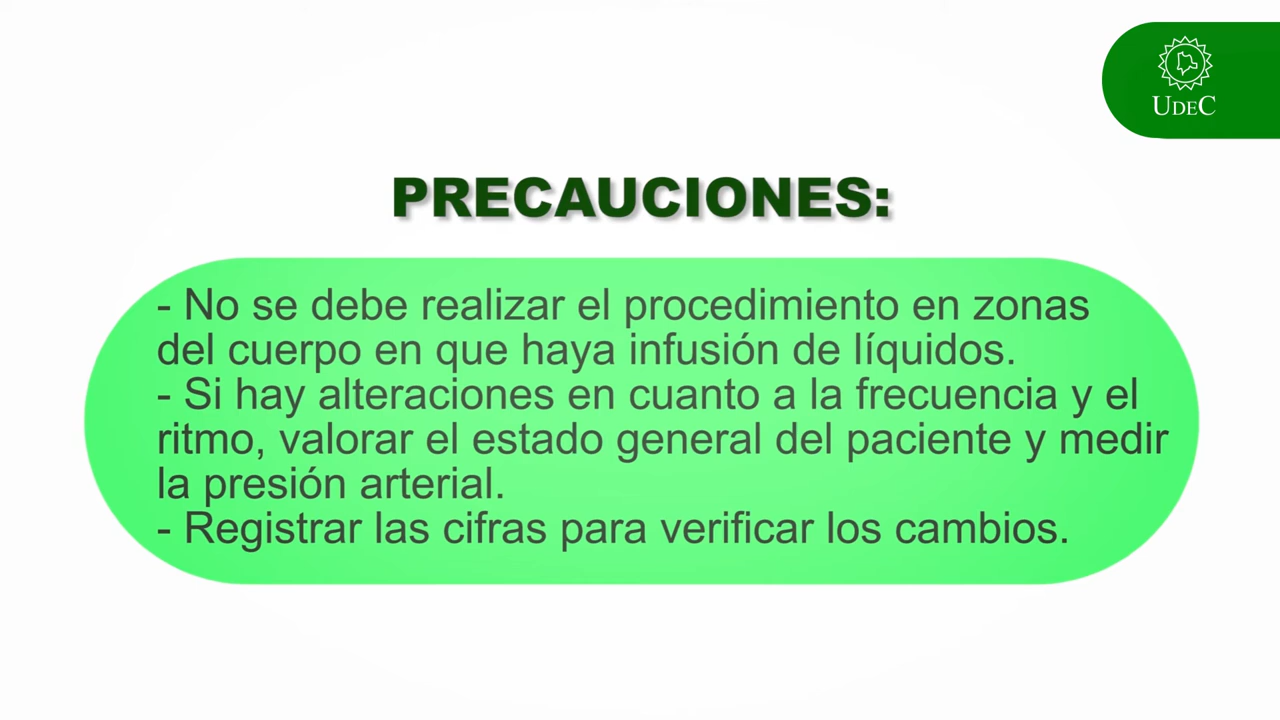 UDEC
PRECAUCIONES:
- No se debe realizar el procedimiento en zonas
del cuerpo en que haya infusión de líquidos.
- Si hay alteraciones en cuanto a la frecuencia y el
ritmo, valorar el estado general del paciente y medir
la presión arterial.
- Registrar las cifras para verificar los cambios.